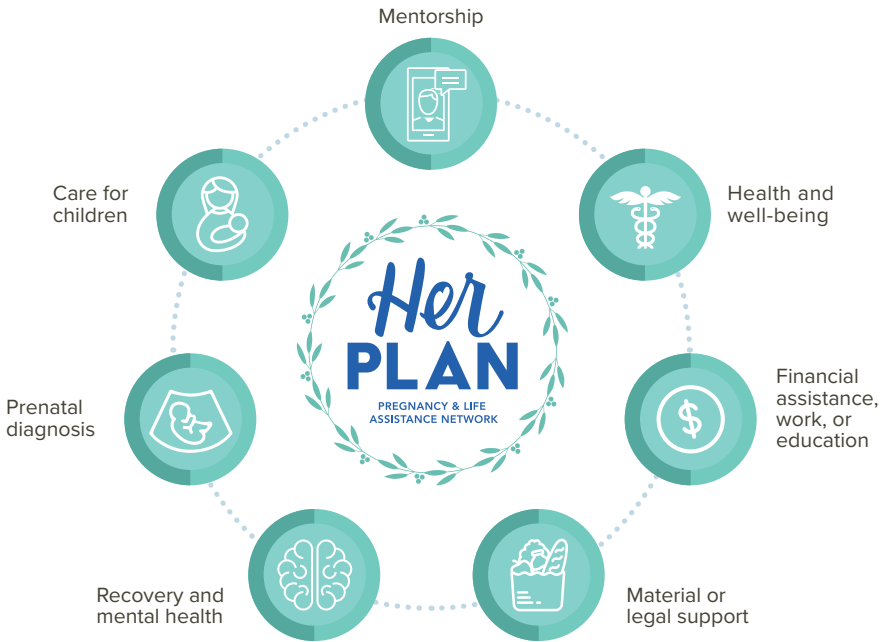 Mentorship
Health and
well-being
Financial
assistance,
work, or
education
Material or
legal support
Recovery and
mental health
Prenatal
diagnosis
Care for
children
Her
PLAN
PREGNANCY & LIFE
ASSISTANCE NETWORK
$